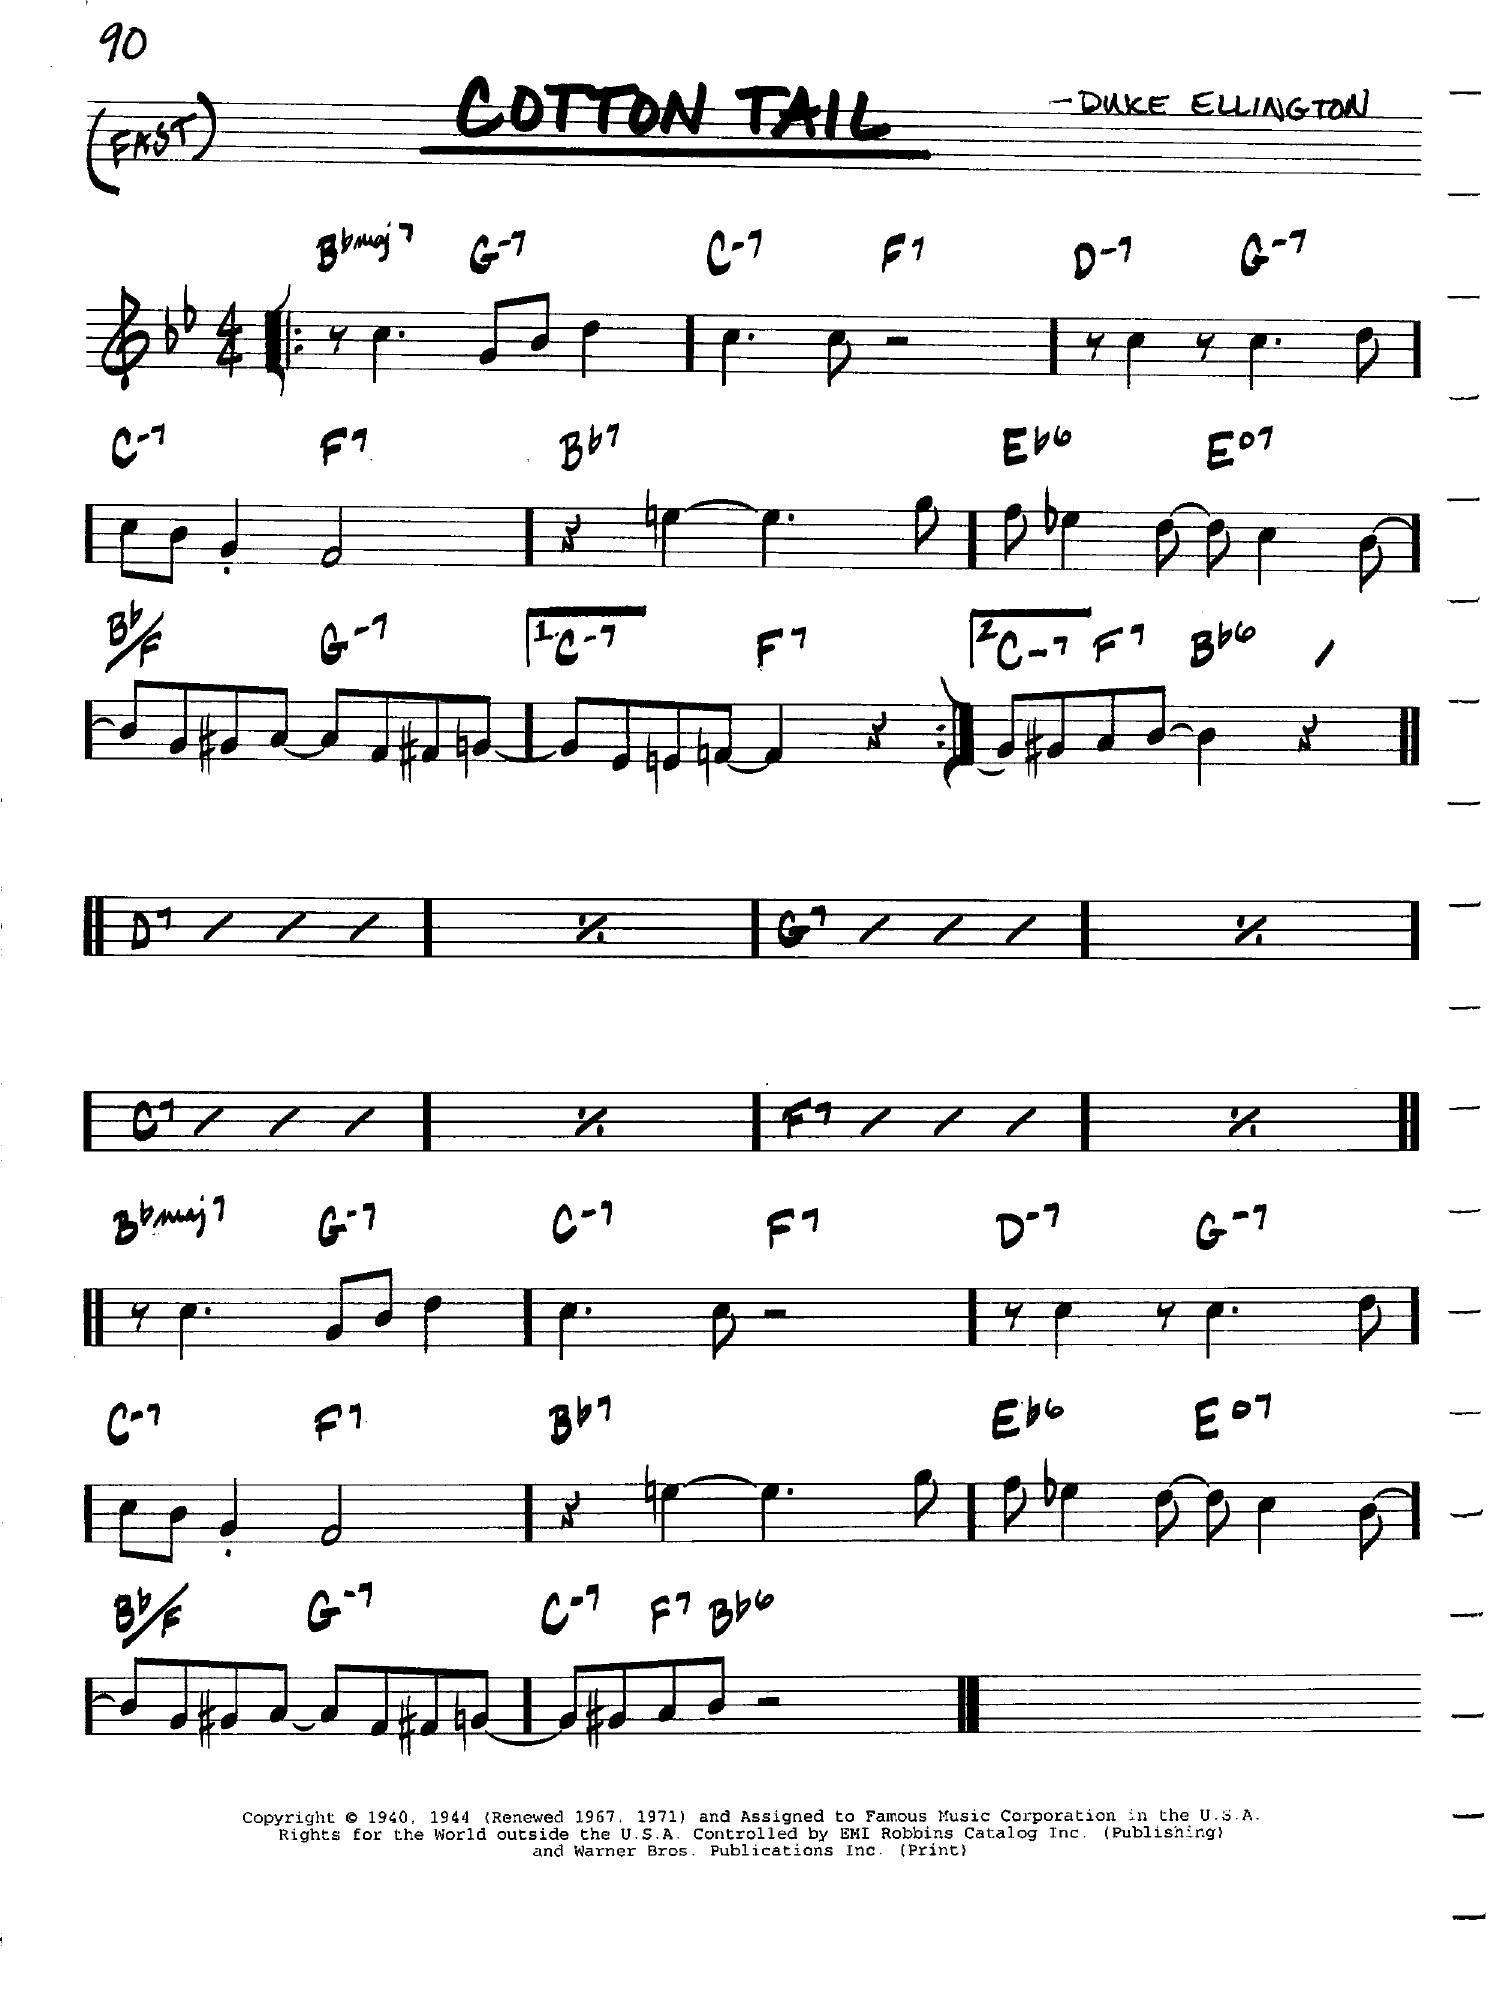 90
COTTON TAIL
- DUKE ELLINGTON
(FAST)
B♭maj7 G-7 C-7 F7 D-7 G-7
4
4
C-7 F7 B♭7 E♭6 E°7
B♭/F G-7 1. C-7 F7 2. C-7 F7 B♭6 /
D7 / / / G7 / / /
C7 / / / F7 / / /
B♭maj7 G-7 C-7 F7 D-7 G-7
C-7 F7 B♭7 E♭6 E°7
B♭/F G-7 C-7 F7 B♭6
Copyright © 1940, 1944 (Renewed 1967, 1971) and Assigned to Famous Music Corporation in the U.S.A.
Rights for the World outside the U.S.A. Controlled by EMI Robbins Catalog Inc. (Publishing)
and Warner Bros. Publications Inc. (Print)